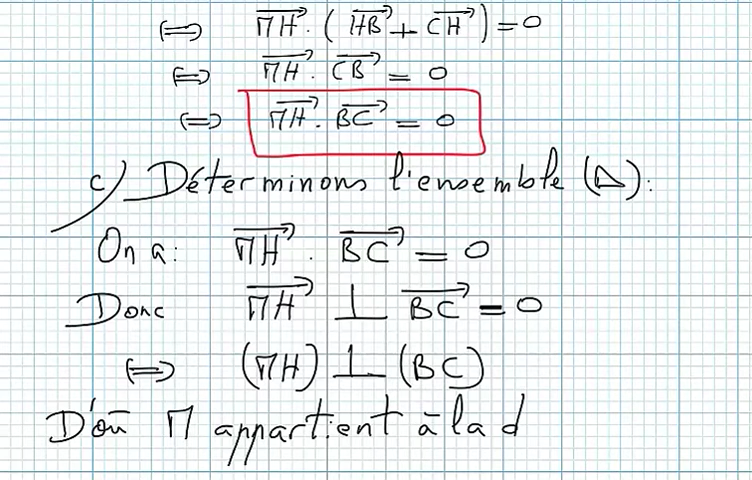 ⟺ MH⃗ · (HB⃗ + CH⃗) = 0
⟺ MH⃗ · CB⃗ = 0
⟺ MH⃗ · BC⃗ = 0
c) Déterminons l'ensemble (Δ):
On a: MH⃗ · BC⃗ = 0
Donc MH⃗ ⊥ BC⃗ = 0
⟺ (MH) ⊥ (BC)
D'où M appartient à la d